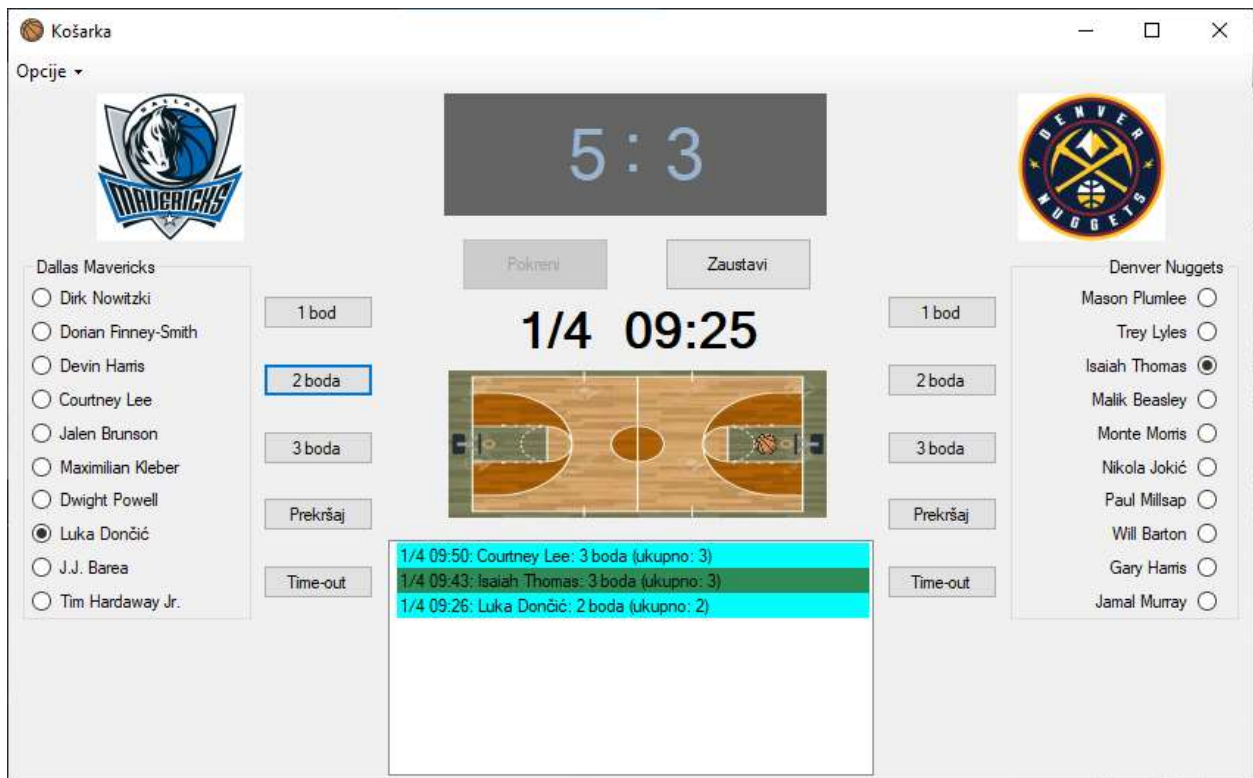 Košarka
Opcije
DALLAS
MAVERICKS
5 : 3
DENVER
NUGGETS
Pokreni
Zaustavi
1/4 09:25
Dallas Mavericks
Dirk Nowitzki
Dorian Finney-Smith
Devin Harris
Courtney Lee
Jalen Brunson
Maximilian Kleber
Dwight Powell
Luka Dončić
J.J. Barea
Tim Hardaway Jr.
1 bod
2 boda
3 boda
Prekršaj
Time-out
1/4 09:50: Courtney Lee: 3 boda (ukupno: 3)
1/4 09:43: Isaiah Thomas: 3 boda (ukupno: 3)
1/4 09:26: Luka Dončić: 2 boda (ukupno: 2)
1 bod
2 boda
3 boda
Prekršaj
Time-out
Denver Nuggets
Mason Plumlee
Trey Lyles
Isaiah Thomas
Malik Beasley
Monte Morris
Nikola Jokić
Paul Millsap
Will Barton
Gary Harris
Jamal Murray